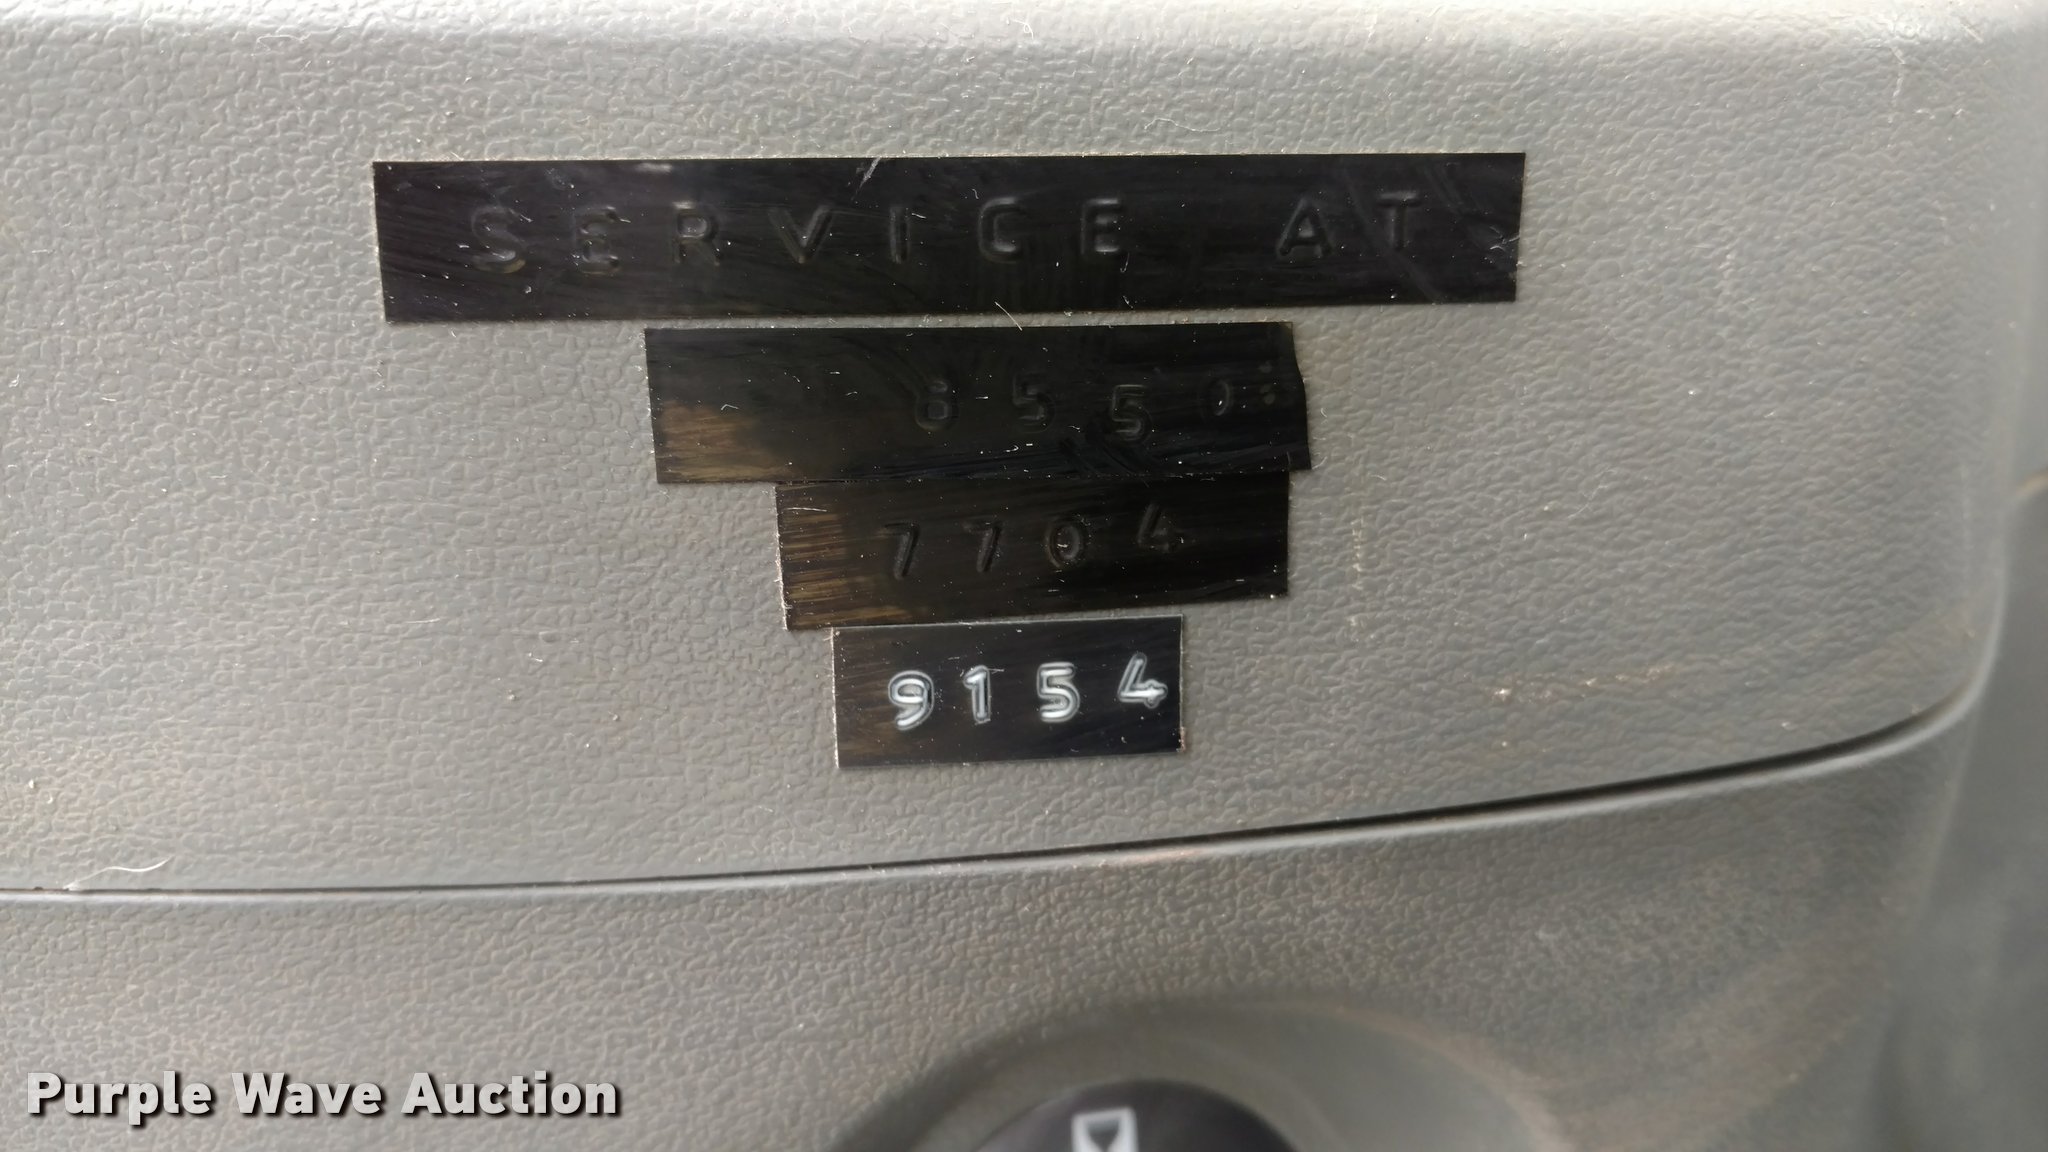 SERVICE AT
8550
7704
9154
Purple Wave Auction